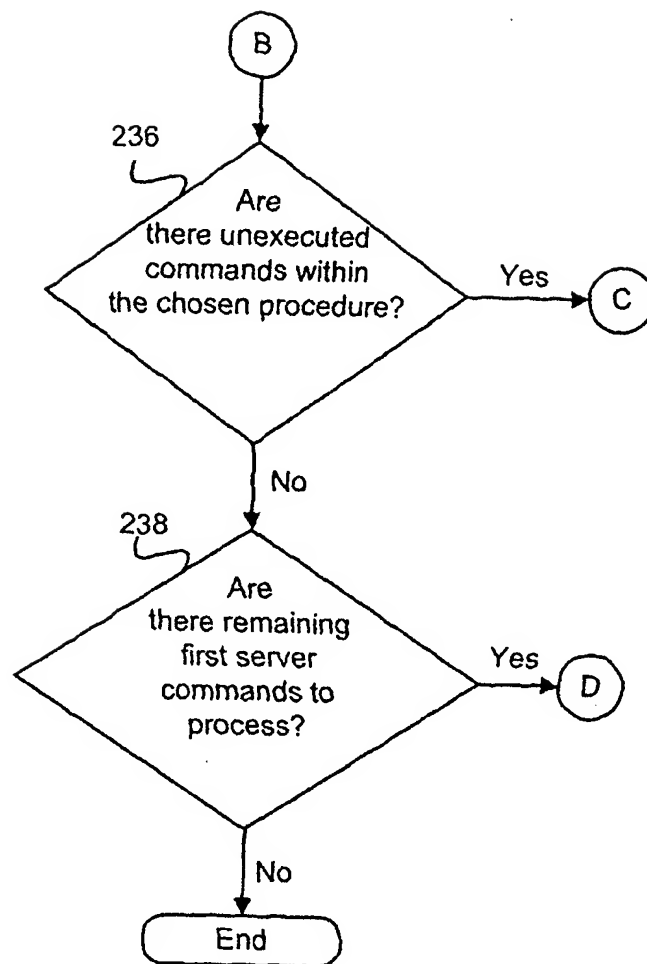 B
236
Are
there unexecuted
commands within
the chosen procedure?
Yes
C
No
238
Are
there remaining
first server
commands to
process?
Yes
D
No
End